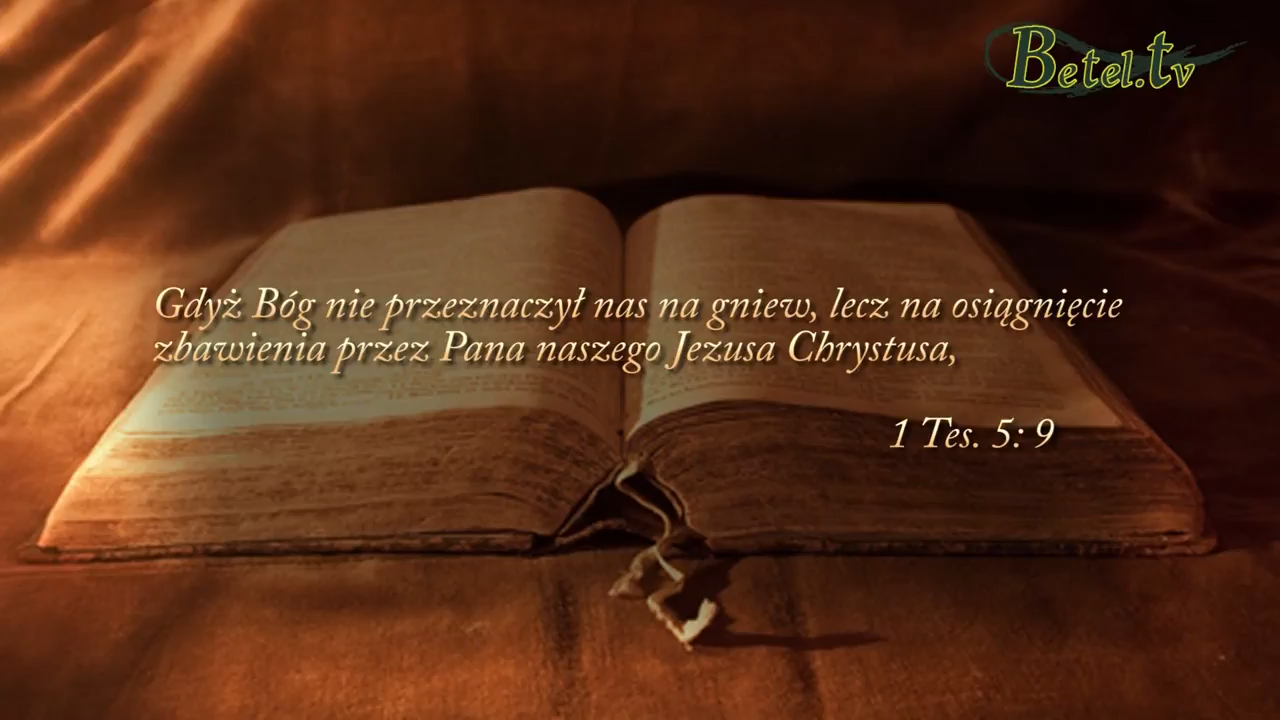 Betel.tv
Gdyż Bóg nie przeznaczył nas na gniew, lecz na osiągnięcie
zbawienia przez Pana naszego Jezusa Chrystusa,
1 Tes. 5: 9